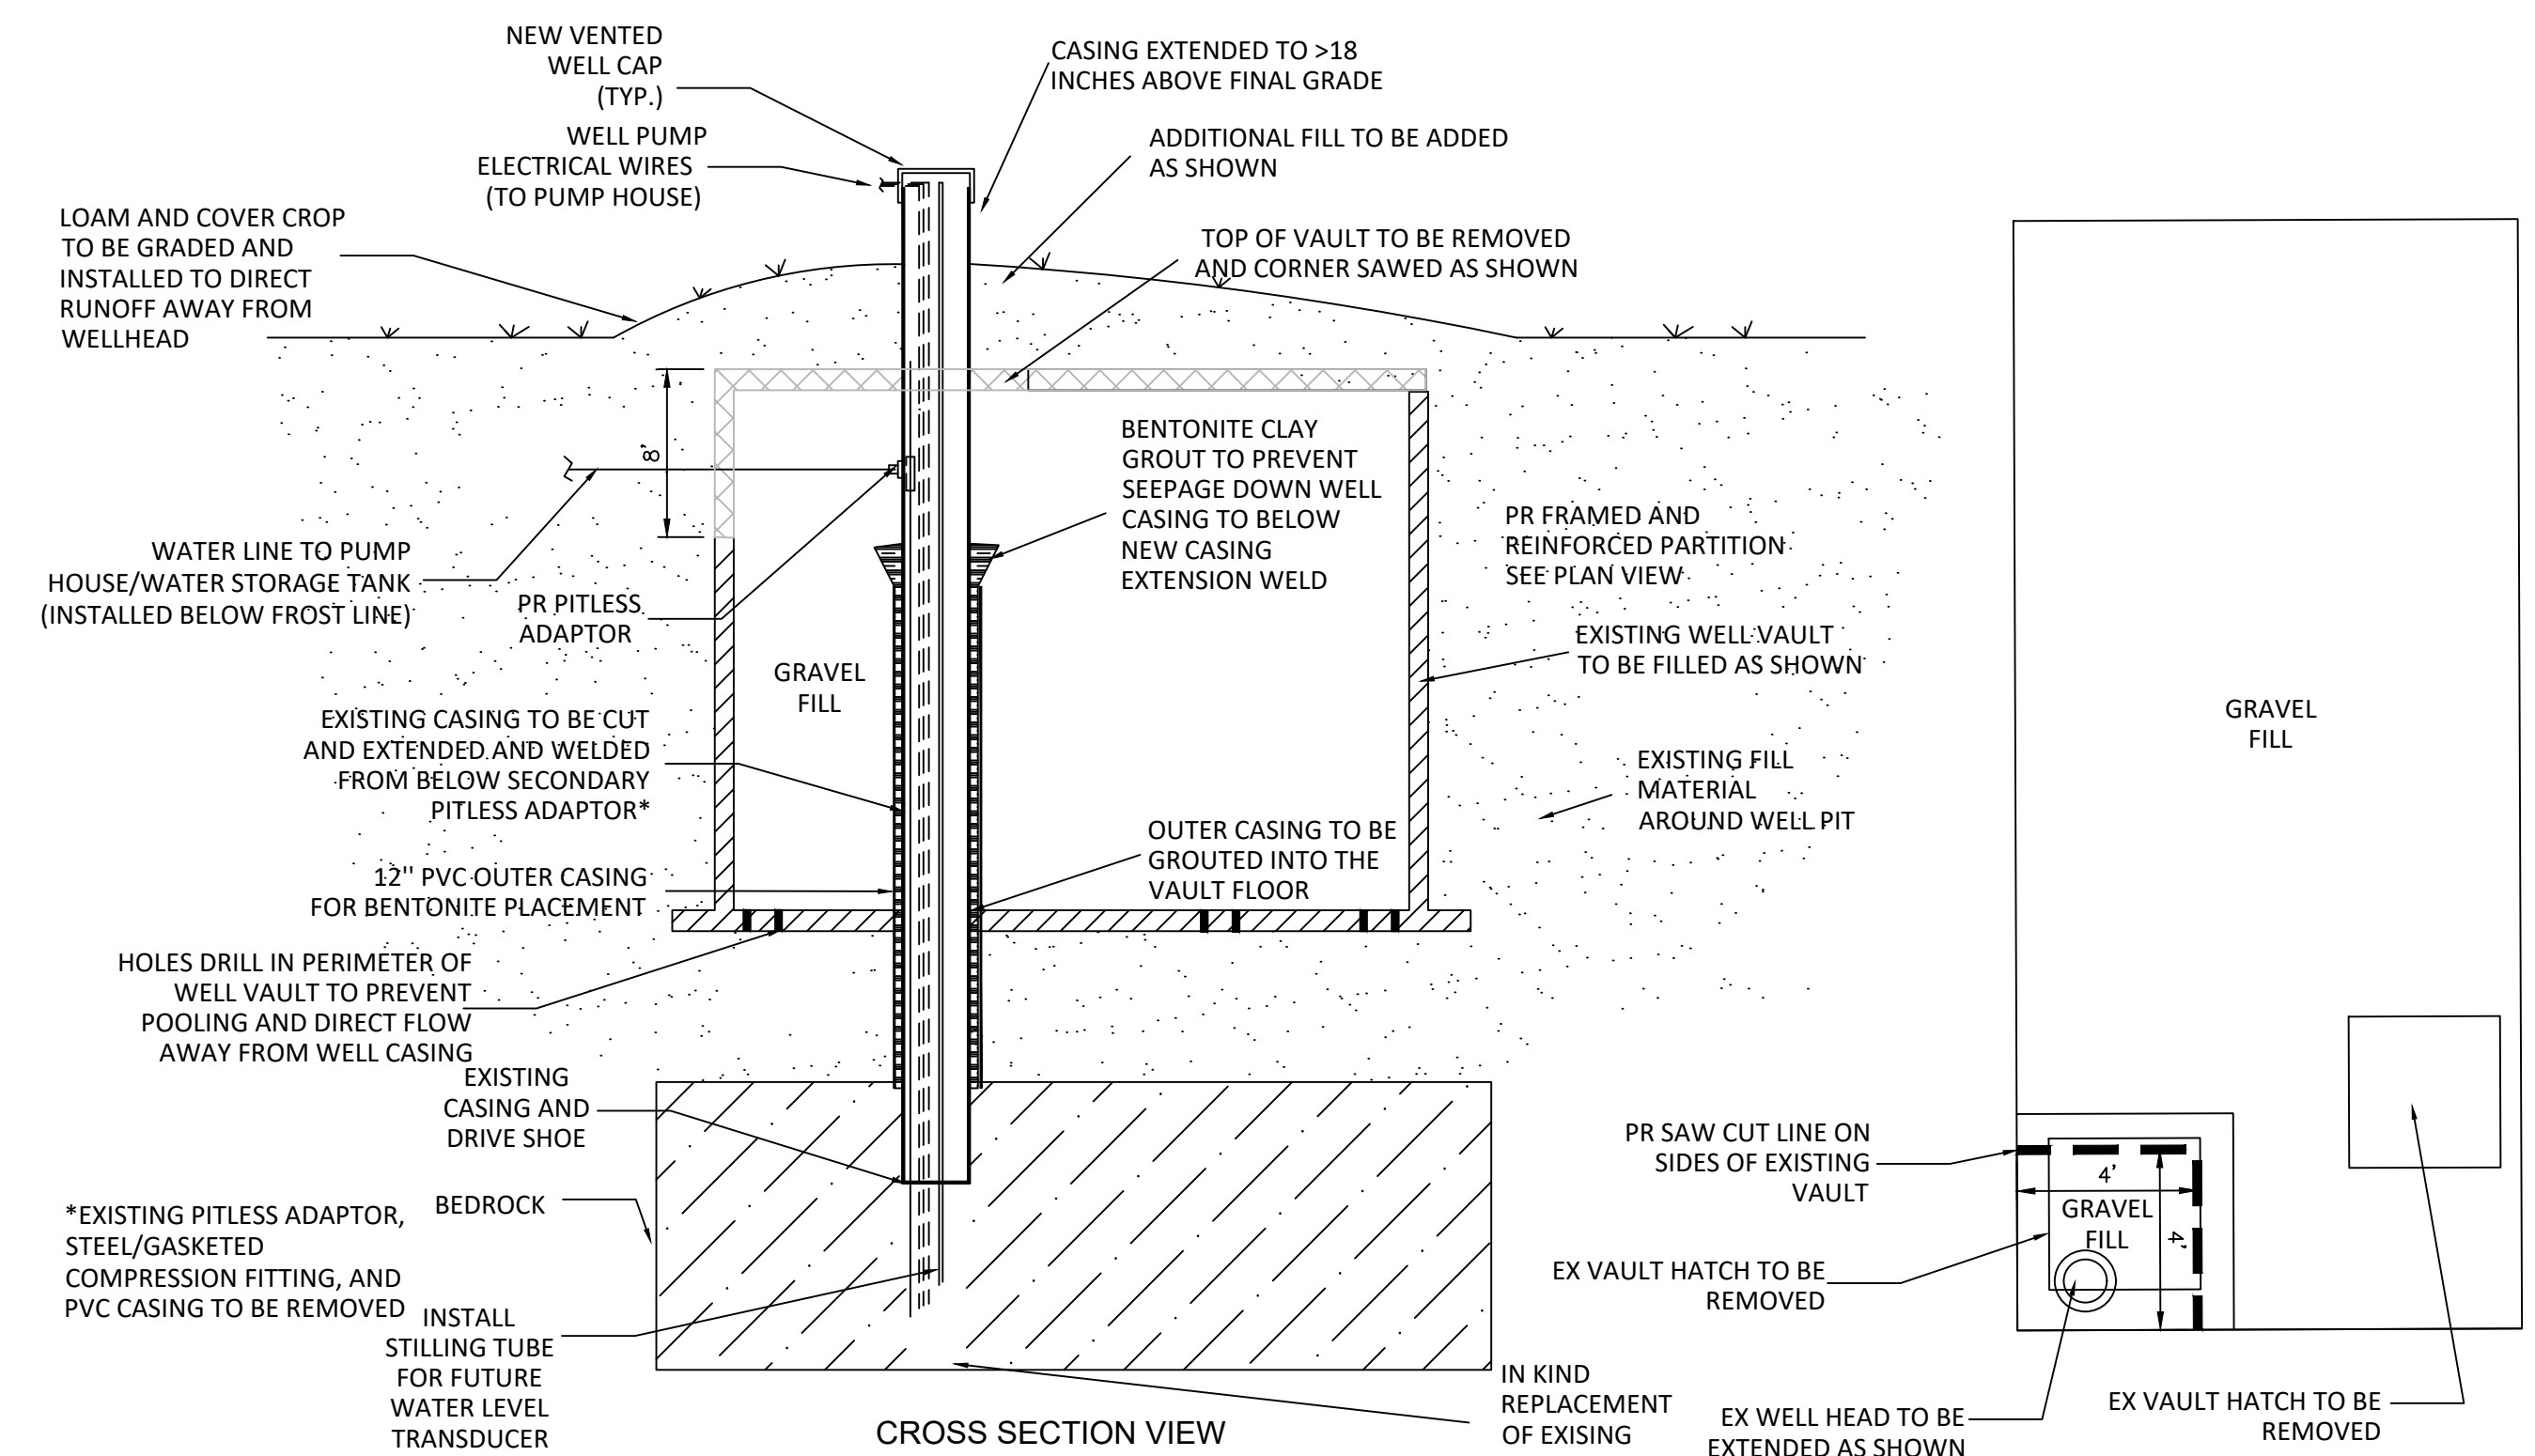 NEW VENTED
WELL CAP
(TYP.)
CASING EXTENDED TO >18
INCHES ABOVE FINAL GRADE
WELL PUMP
ELECTRICAL WIRES
(TO PUMP HOUSE)
ADDITIONAL FILL TO BE ADDED
AS SHOWN
LOAM AND COVER CROP
TO BE GRADED AND
INSTALLED TO DIRECT
RUNOFF AWAY FROM
WELLHEAD
TOP OF VAULT TO BE REMOVED
AND CORNER SAWED AS SHOWN
8'
BENTONITE CLAY
GROUT TO PREVENT
SEEPAGE DOWN WELL
CASING TO BELOW
NEW CASING
EXTENSION WELD
WATER LINE TO PUMP
HOUSE/WATER STORAGE TANK
(INSTALLED BELOW FROST LINE)
PR PITLESS
ADAPTOR
PR FRAMED AND
REINFORCED PARTITION
SEE PLAN VIEW
EXISTING WELL VAULT
TO BE FILLED AS SHOWN
GRAVEL
FILL
GRAVEL
FILL
EXISTING CASING TO BE CUT
AND EXTENDED AND WELDED
FROM BELOW SECONDARY
PITLESS ADAPTOR*
EXISTING FILL
MATERIAL
AROUND WELL PIT
OUTER CASING TO BE
GROUTED INTO THE
VAULT FLOOR
12" PVC OUTER CASING
FOR BENTONITE PLACEMENT
HOLES DRILL IN PERIMETER OF
WELL VAULT TO PREVENT
POOLING AND DIRECT FLOW
AWAY FROM WELL CASING
EXISTING
CASING AND
DRIVE SHOE
BEDROCK
*EXISTING PITLESS ADAPTOR,
STEEL/GASKETED
COMPRESSION FITTING, AND
PVC CASING TO BE REMOVED
INSTALL
STILLING TUBE
FOR FUTURE
WATER LEVEL
TRANSDUCER
CROSS SECTION VIEW
IN KIND
REPLACEMENT
OF EXISING
PR SAW CUT LINE ON
SIDES OF EXISTING
VAULT
4'
GRAVEL
FILL
4'
EX VAULT HATCH TO BE
REMOVED
EX WELL HEAD TO BE
EXTENDED AS SHOWN
EX VAULT HATCH TO BE
REMOVED